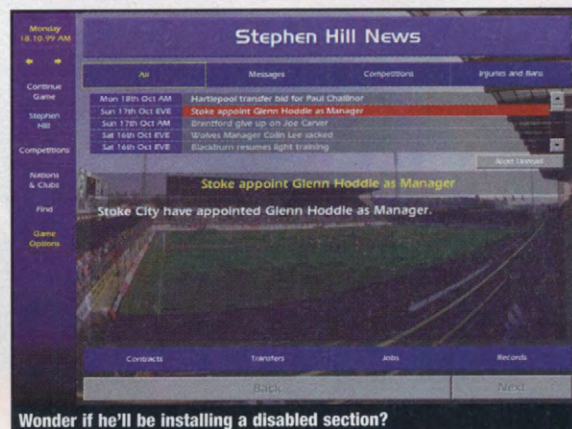 Monday
18.10.99 AM
Stephen Hill News
Continue
Game
Stephen
Hill
Competitions
Nations
& Clubs
Find
Game
Options
All
Messages
Competitions
Injuries and Bans
Mon 18th Oct AM Hartlepool transfer bid for Paul Challinor
Sun 17th Oct EVE Stoke appoint Glenn Hoddle as Manager
Sun 17th Oct AM Brentford give up on Joe Carver
Sat 16th Oct EVE Wolves Manager Colin Lee sacked
Sat 16th Oct EVE Blackburn resumes light training
Next Unread
Stoke appoint Glenn Hoddle as Manager
Stoke City have appointed Glenn Hoddle as Manager.
Contracts
Transfers
Jobs
Records
Back
Next
Wonder if he'll be installing a disabled section?